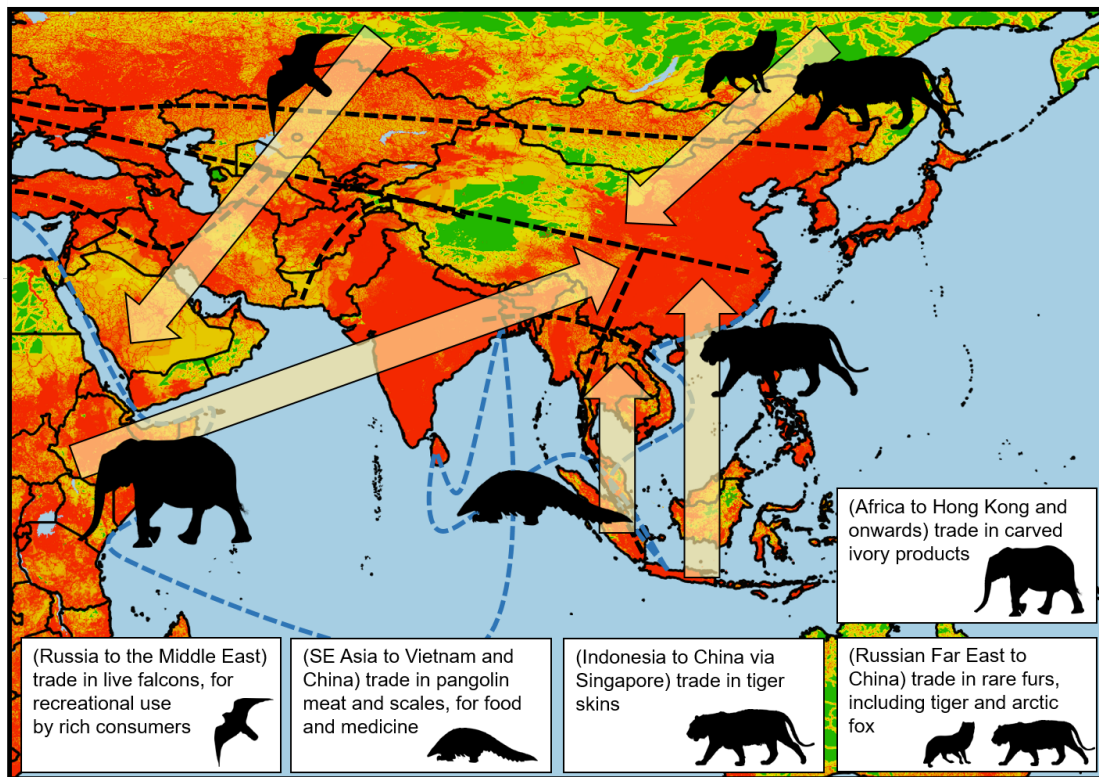 (Africa to Hong Kong and
onwards) trade in carved
ivory products
(Russia to the Middle East)
trade in live falcons, for
recreational use
by rich consumers
(SE Asia to Vietnam and
China) trade in pangolin
meat and scales, for food
and medicine
(Indonesia to China via
Singapore) trade in tiger
skins
(Russian Far East to
China) trade in rare furs,
including tiger and arctic
fox